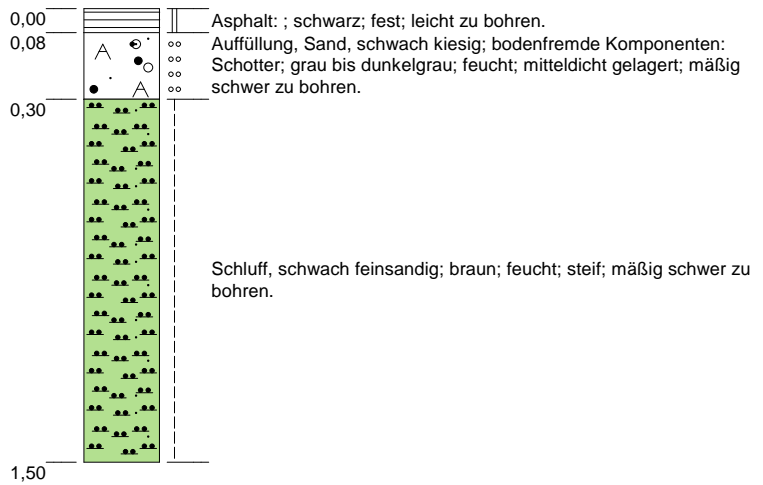 0,00
Asphalt: ; schwarz; fest; leicht zu bohren.
0,08
Auffüllung, Sand, schwach kiesig; bodenfremde Komponenten:
Schotter; grau bis dunkelgrau; feucht; mitteldicht gelagert; mäßig
schwer zu bohren.
A
A
0,30
Schluff, schwach feinsandig; braun; feucht; steif; mäßig schwer zu
bohren.
1,50